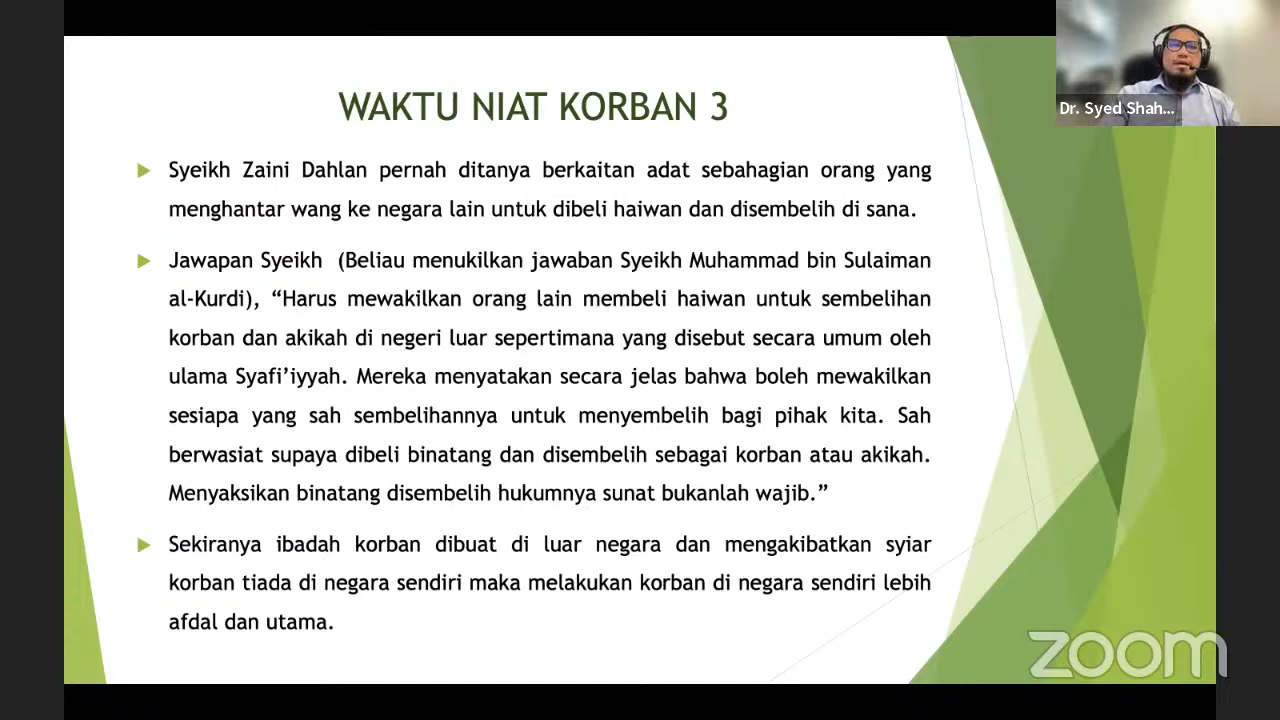 WAKTU NIAT KORBAN 3
Syeikh Zaini Dahlan pernah ditanya berkaitan adat sebahagian orang yang
menghantar wang ke negara lain untuk dibeli haiwan dan disembelih di sana.
Jawapan Syeikh (Beliau menukilkan jawaban Syeikh Muhammad bin Sulaiman
al-Kurdi), “Harus mewakilkan orang lain membeli haiwan untuk sembelihan
korban dan akikah di negeri luar sepertimana yang disebut secara umum oleh
ulama Syafi’iyyah. Mereka menyatakan secara jelas bahwa boleh mewakilkan
sesiapa yang sah sembelihannya untuk menyembelih bagi pihak kita. Sah
berwasiat supaya dibeli binatang dan disembelih sebagai korban atau akikah.
Menyaksikan binatang disembelih hukumnya sunat bukanlah wajib.”
Sekiranya ibadah korban dibuat di luar negara dan mengakibatkan syiar
korban tiada di negara sendiri maka melakukan korban di negara sendiri lebih
afdal dan utama.
Dr. Syed Shah...
zoom